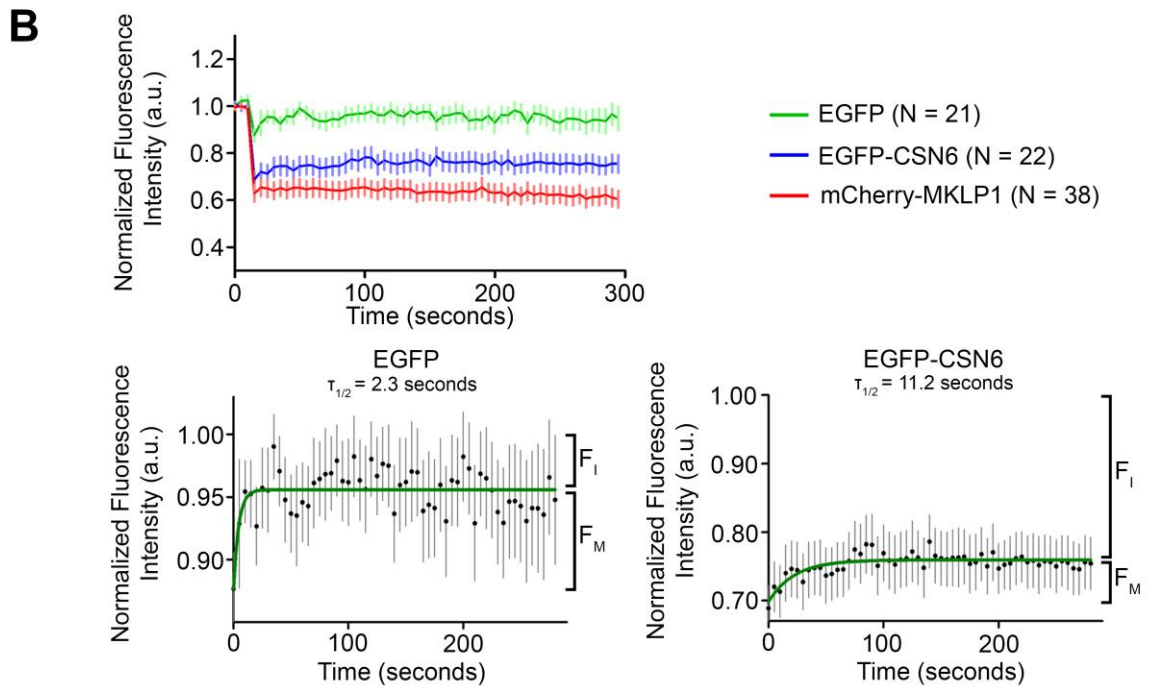 B
Normalized Fluorescence
Intensity (a.u.)
1.2
1.0
0.8
0.6
0.4
0
100
200
300
Time (seconds)
EGFP (N = 21)
EGFP-CSN6 (N = 22)
mCherry-MKLP1 (N = 38)
EGFP
τ1/2 = 2.3 seconds
Normalized Fluorescence
Intensity (a.u.)
1.00
0.95
0.90
FI
FM
0
100
200
Time (seconds)
EGFP-CSN6
τ1/2 = 11.2 seconds
Normalized Fluorescence
Intensity (a.u.)
1.00
0.90
0.80
0.70
FI
FM
0
100
200
Time (seconds)